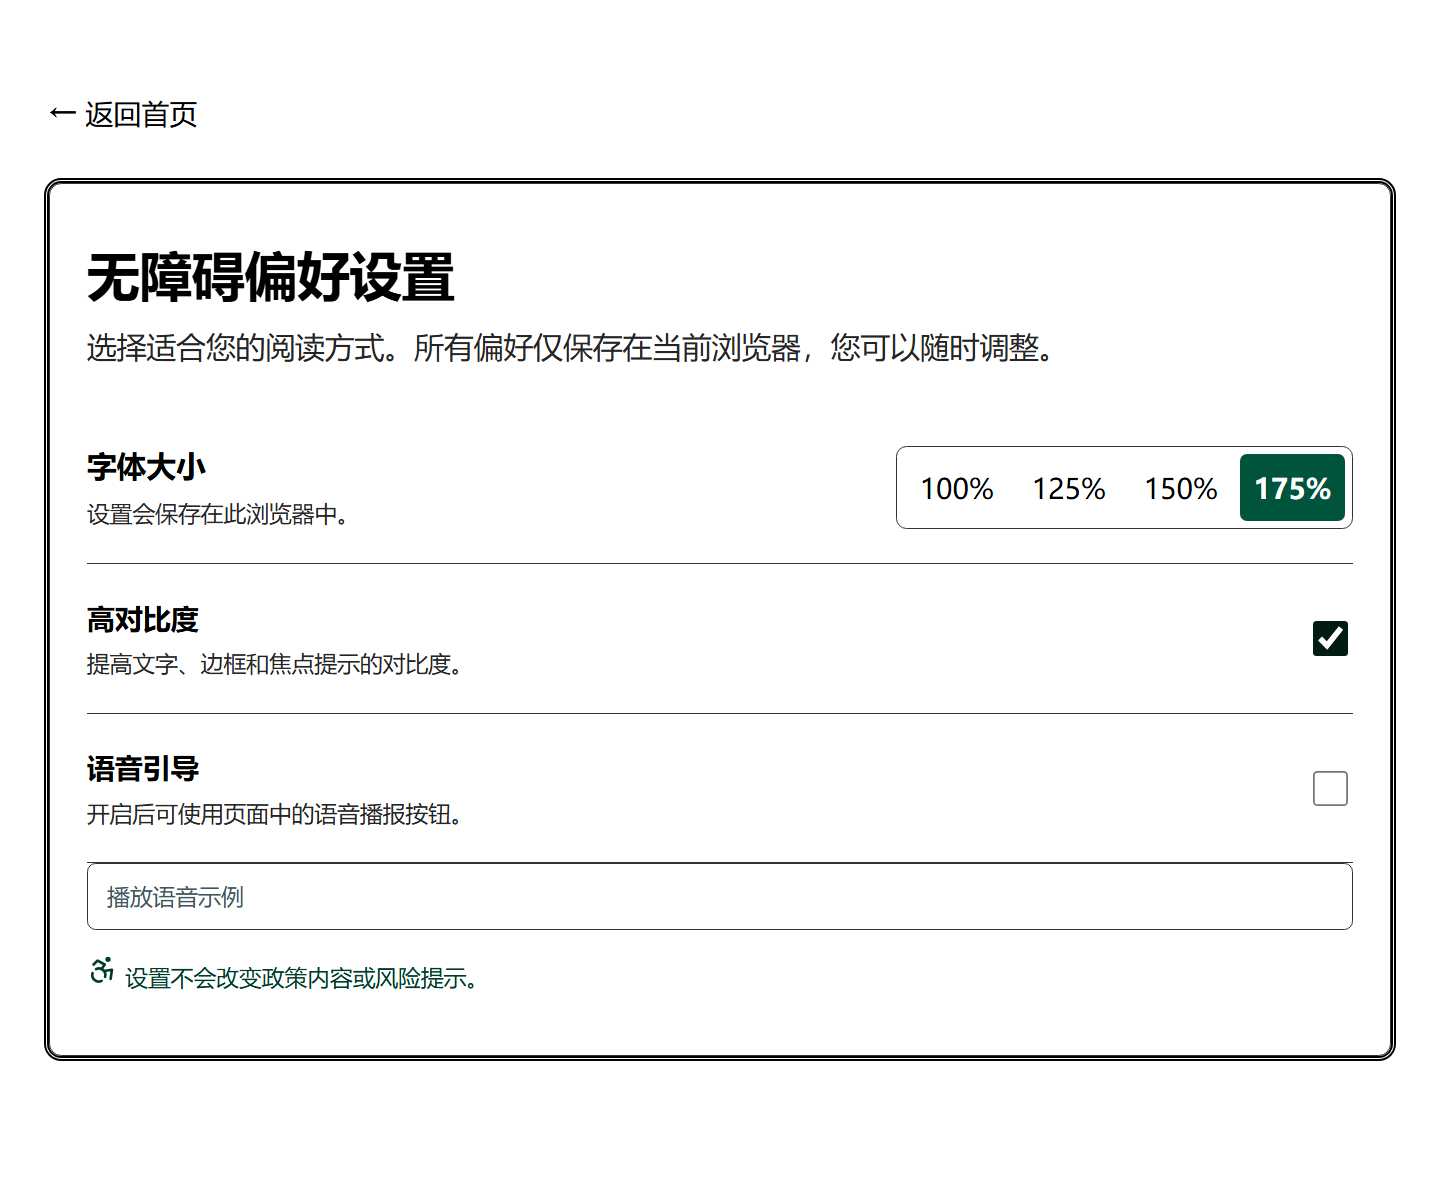 ← 返回首页
无障碍偏好设置
选择适合您的阅读方式。所有偏好仅保存在当前浏览器，您可以随时调整。
字体大小
设置会保存在此浏览器中。
100% 125% 150% 175%
高对比度
提高文字、边框和焦点提示的对比度。
语音引导
开启后可使用页面中的语音播报按钮。
播放语音示例
设置不会改变政策内容或风险提示。